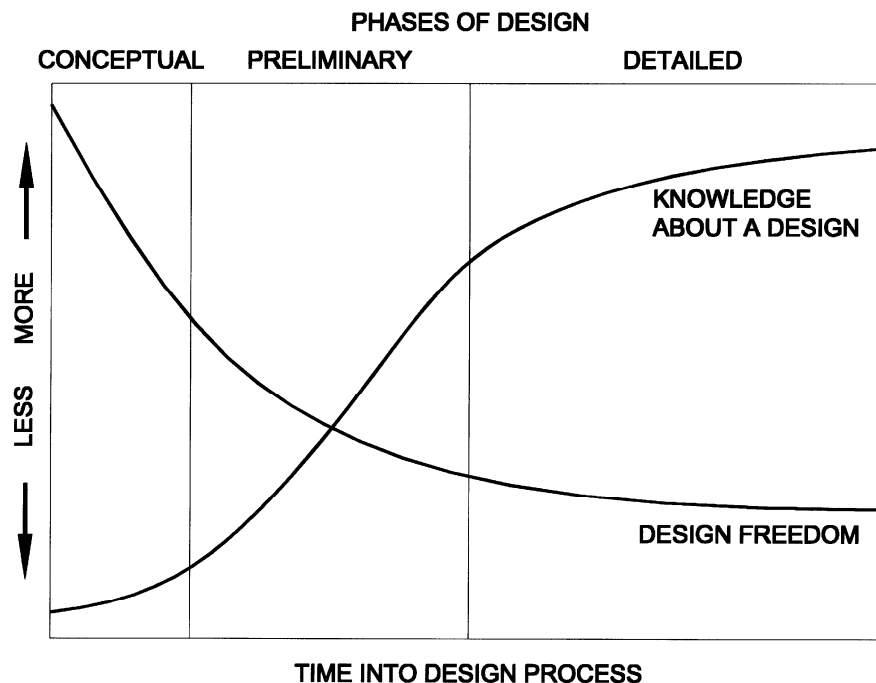 PHASES OF DESIGN
CONCEPTUAL PRELIMINARY DETAILED
MORE
LESS
KNOWLEDGE
ABOUT A DESIGN
DESIGN FREEDOM
TIME INTO DESIGN PROCESS